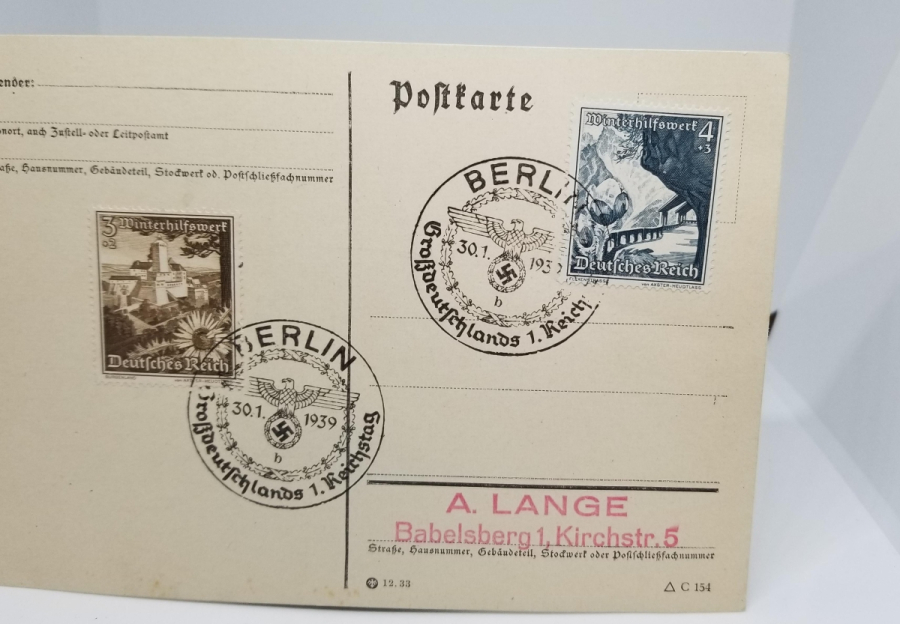 Postkarte
ender:
onort, auch Zustell- oder Leitpostamt
aße, Hausnummer, Gebäudeteil, Stockwerk od. Postschließfachnummer
3
+2
Winterhilfswerk
Deutsches Reich
BERLIN
30.1. 1939
b
Großdeutschlands 1. Reichstag
Winterhilfswerk
4
+3
Deutsches Reich
BERLIN
30.1. 193
b
Großdeutschlands 1. Reich
A. LANGE
Babelsberg 1, Kirchstr. 5
Straße, Hausnummer, Gebäudeteil, Stockwerk oder Postschließfachnummer
12.33
C 154